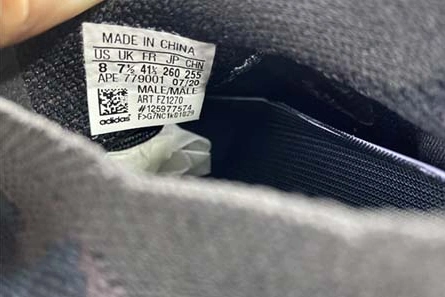 MADE IN CHINA
US UK FR JP CHN
8 7½ 41⅓ 260 255
APE 779001 07/20
MALE/MALE
ART FZ1270
#125977574
adidas